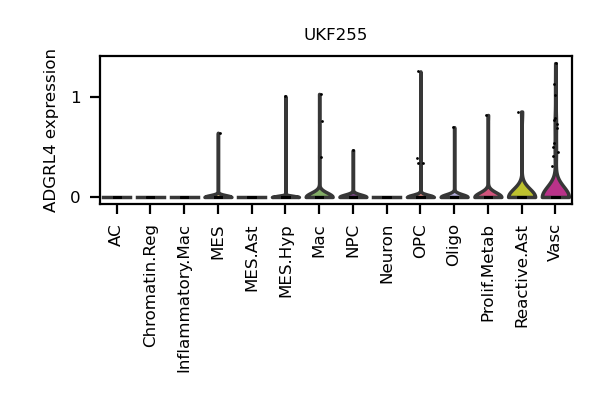 UKF255
ADGRL4 expression
1
0
AC
Chromatin.Reg
Inflammatory.Mac
MES
MES.Ast
MES.Hyp
Mac
NPC
Neuron
OPC
Oligo
Prolif.Metab
Reactive.Ast
Vasc